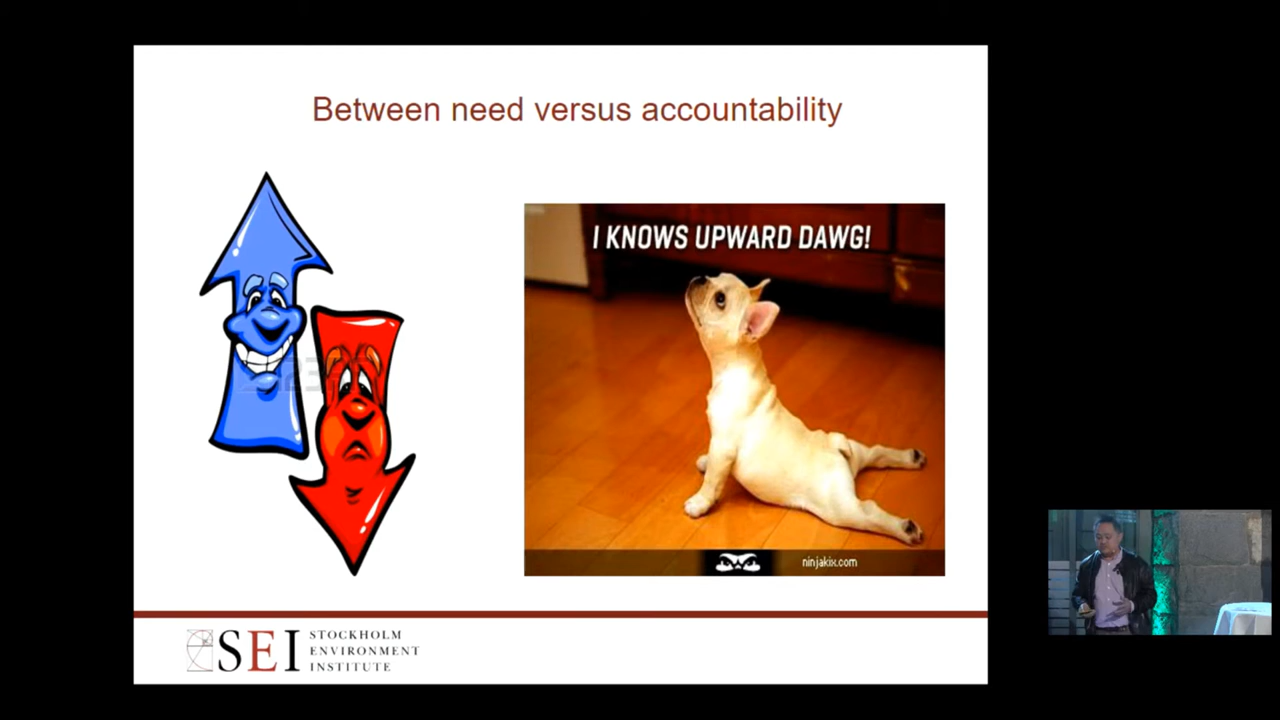 Between need versus accountability
I KNOWS UPWARD DAWG!
ninjakix.com
SEI
STOCKHOLM
ENVIRONMENT
INSTITUTE